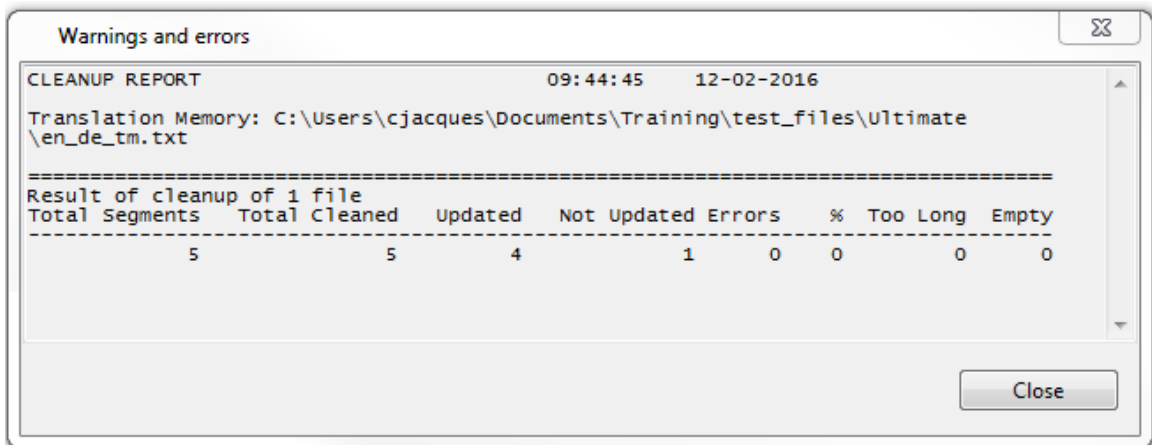 Warnings and errors
CLEANUP REPORT 09:44:45 12-02-2016
Translation Memory: C:\Users\cjacques\Documents\Training\test_files\Ultimate
\en_de_tm.txt
==================================================================================
Result of cleanup of 1 file
Total Segments Total Cleaned Updated Not Updated Errors % Too Long Empty
----------------------------------------------------------------------------------
5 5 4 1 0 0 0 0
Close